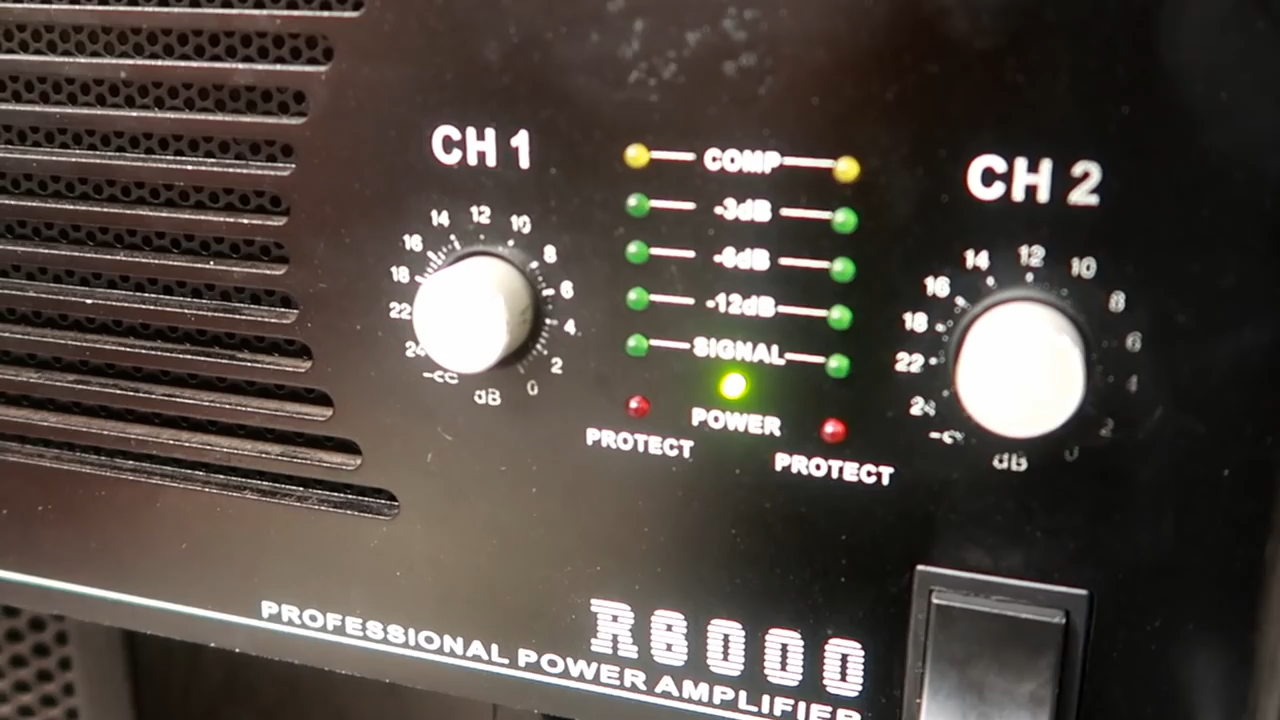 CH 1
14 12 10
16 8
18 6
22 4
24 2
dB 0
COMP
-3dB
-6dB
-12dB
SIGNAL
POWER
PROTECT
PROTECT
CH 2
14 12 10
16 8
18 6
22 4
24 2
dB 0
R8000
PROFESSIONAL POWER AMPLIFIER